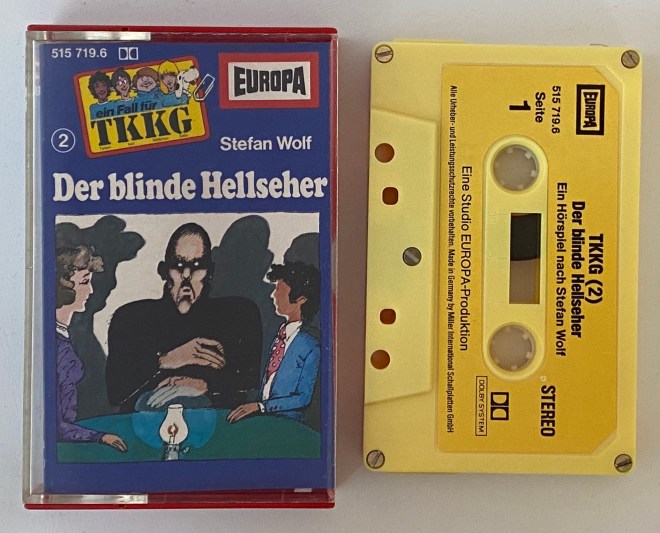 515 719.6
ein Fall für
TKKG
EUROPA
2
Stefan Wolf
Der blinde Hellseher
EUROPA
515 719.6
Seite
1
TKKG (2)
Der blinde Hellseher
Ein Hörspiel nach Stefan Wolf
STEREO
DOLBY SYSTEM
Eine Studio EUROPA-Produktion
Alle Urheber- und Leistungsschutzrechte vorbehalten. Made in Germany by Miller International Schallplatten GmbH